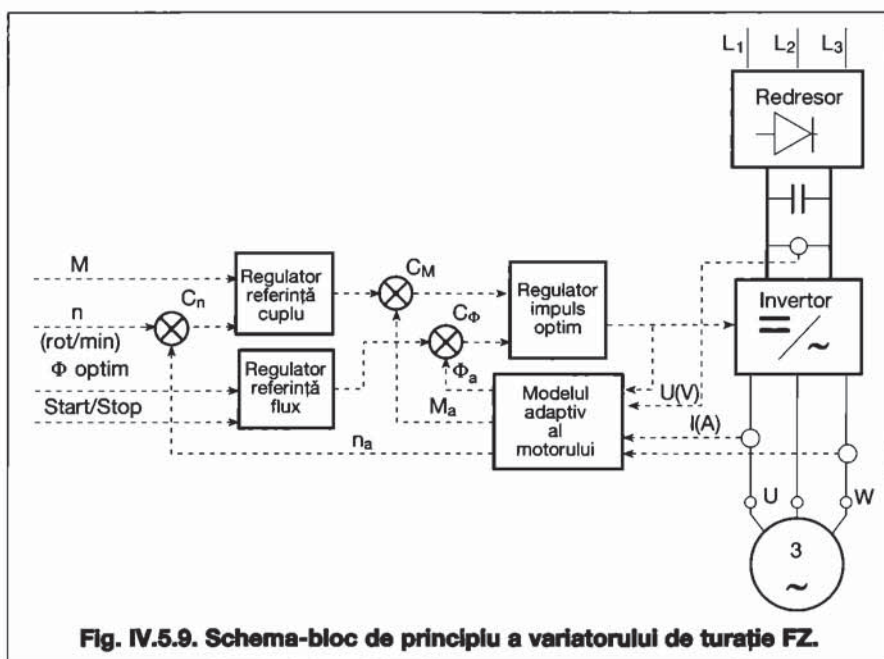 L1 L2 L3
Redresor
M
n
(rot/min)
Φ optim
Start/Stop
Cn
Regulator
referință
cuplu
Regulator
referință
flux
CM
CΦ
Φa
Ma
na
Regulator
impuls
optim
Modelul
adaptiv
al
motorului
U(V)
I(A)
Invertor
= / ~
U
W
3
~
Fig. IV.5.9. Schema-bloc de principiu a variatorului de turație FZ.